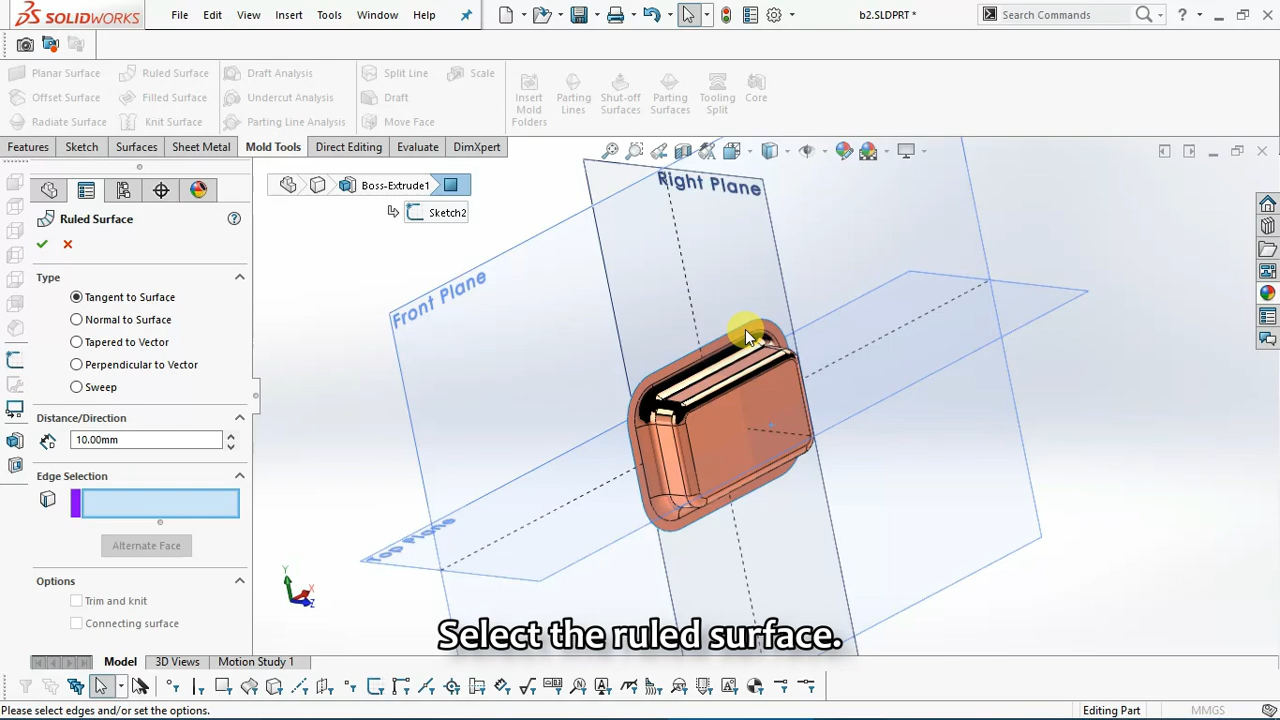 SOLIDWORKS
File Edit View Insert Tools Window Help
b2.SLDPRT *
Search Commands
Planar Surface Ruled Surface Draft Analysis Split Line Scale
Offset Surface Filled Surface Undercut Analysis Draft
Radiate Surface Knit Surface Parting Line Analysis Move Face
Insert Mold Folders
Parting Lines
Shut-off Surfaces
Parting Surfaces
Tooling Split
Core
Features Sketch Surfaces Sheet Metal Mold Tools Direct Editing Evaluate DimXpert
Boss-Extrude1
Sketch2
Ruled Surface
Type
Tangent to Surface
Normal to Surface
Tapered to Vector
Perpendicular to Vector
Sweep
Distance/Direction
10.00mm
Edge Selection
Alternate Face
Options
Trim and knit
Connecting surface
Right Plane
Front Plane
Top Plane
Y
X
Z
Select the ruled surface.
Model 3D Views Motion Study 1
Please select edges and/or set the options.
Editing Part
MMGS